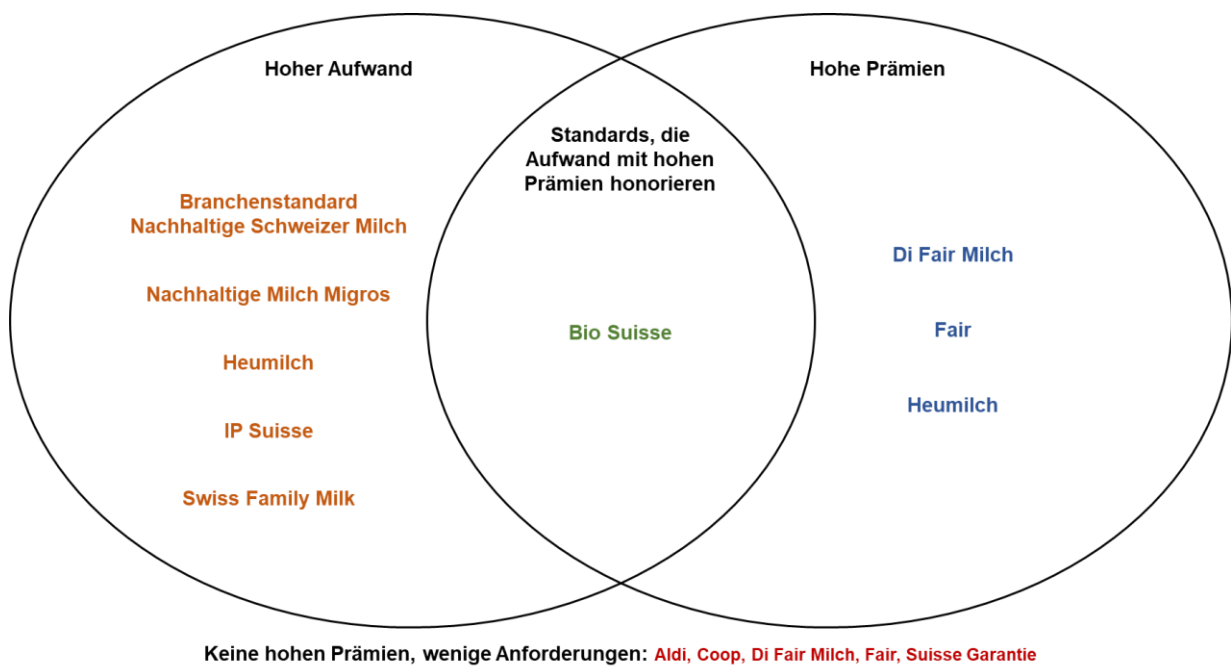 Hoher Aufwand
Hohe Prämien
Standards, die
Aufwand mit hohen
Prämien honorieren
Branchenstandard
Nachhaltige Schweizer Milch
Nachhaltige Milch Migros
Heumilch
IP Suisse
Swiss Family Milk
Bio Suisse
Di Fair Milch
Fair
Heumilch
Keine hohen Prämien, wenige Anforderungen: Aldi, Coop, Di Fair Milch, Fair, Suisse Garantie